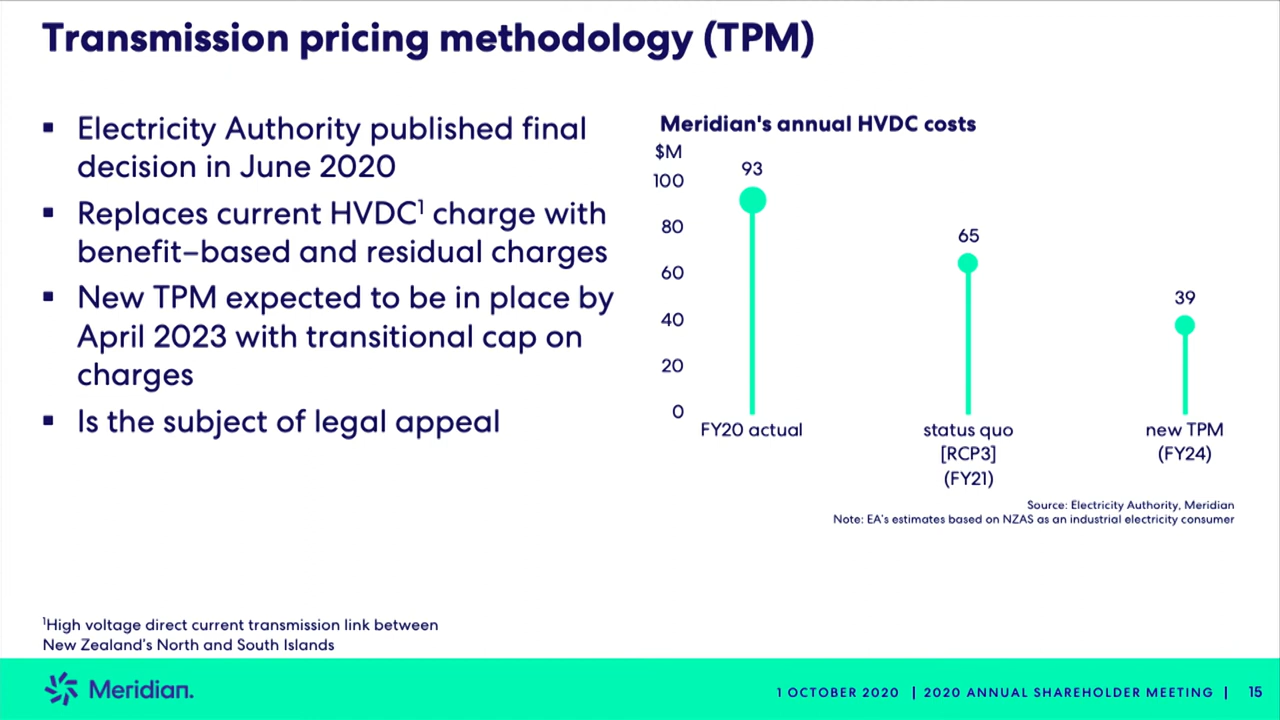 Transmission pricing methodology (TPM)
▪ Electricity Authority published final
decision in June 2020
▪ Replaces current HVDC¹ charge with
benefit–based and residual charges
▪ New TPM expected to be in place by
April 2023 with transitional cap on
charges
▪ Is the subject of legal appeal
Meridian's annual HVDC costs
$M
100
80
60
40
20
0
93
65
39
FY20 actual
status quo
[RCP3]
(FY21)
new TPM
(FY24)
Source: Electricity Authority, Meridian
Note: EA's estimates based on NZAS as an industrial electricity consumer
¹High voltage direct current transmission link between
New Zealand's North and South Islands
Meridian.
1 OCTOBER 2020 | 2020 ANNUAL SHAREHOLDER MEETING | 15